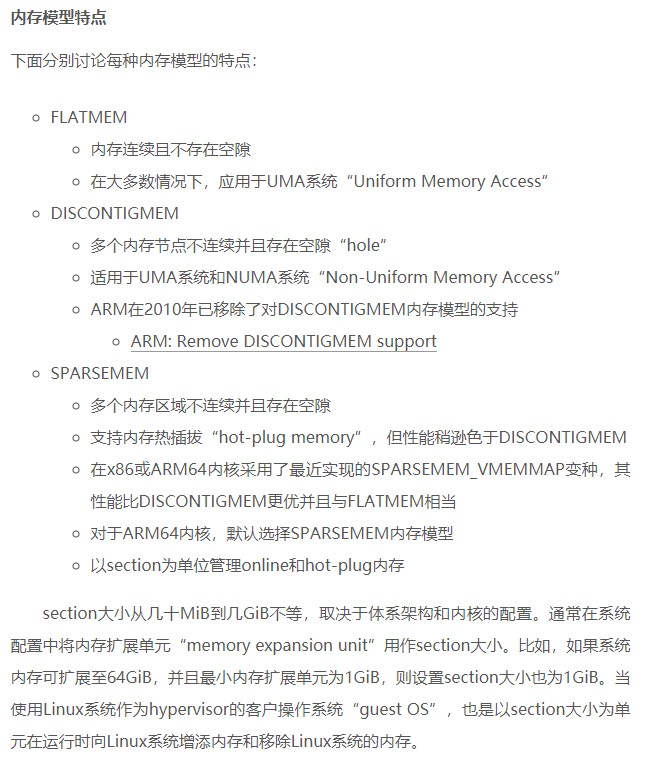 内存模型特点
下面分别讨论每种内存模型的特点：
FLATMEM
内存连续且不存在空隙
在大多数情况下，应用于UMA系统“Uniform Memory Access“
DISCONTIGMEM
多个内存节点不连续并且存在空隙“hole“
适用于UMA系统和NUMA系统“Non-Uniform Memory Access“
ARM在2010年已移除了对DISCONTIGMEM内存模型的支持
ARM: Remove DISCONTIGMEM support
SPARSEMEM
多个内存区域不连续并且存在空隙
支持内存热插拔“hot-plug memory”，但性能稍逊色于DISCONTIGMEM
在x86或ARM64内核采用了最近实现的SPARSEMEM_VMEMMAP变种，其
性能比DISCONTIGMEM更优并且与FLATMEM相当
对于ARM64内核，默认选择SPARSEMEM内存模型
以section为单位管理online和hot-plug内存
section大小从几十MiB到几GiB不等，取决于体系架构和内核的配置。通常在系统
配置中将内存扩展单元“memory expansion unit”用作section大小。比如，如果系统
内存可扩展至64GiB，并且最小内存扩展单元为1GiB，则设置section大小也为1GiB。当
使用Linux系统作为hypervisor的客户操作系统“guest OS”，也是以section大小为单
元在运行时向Linux系统增添内存和移除Linux系统的内存。